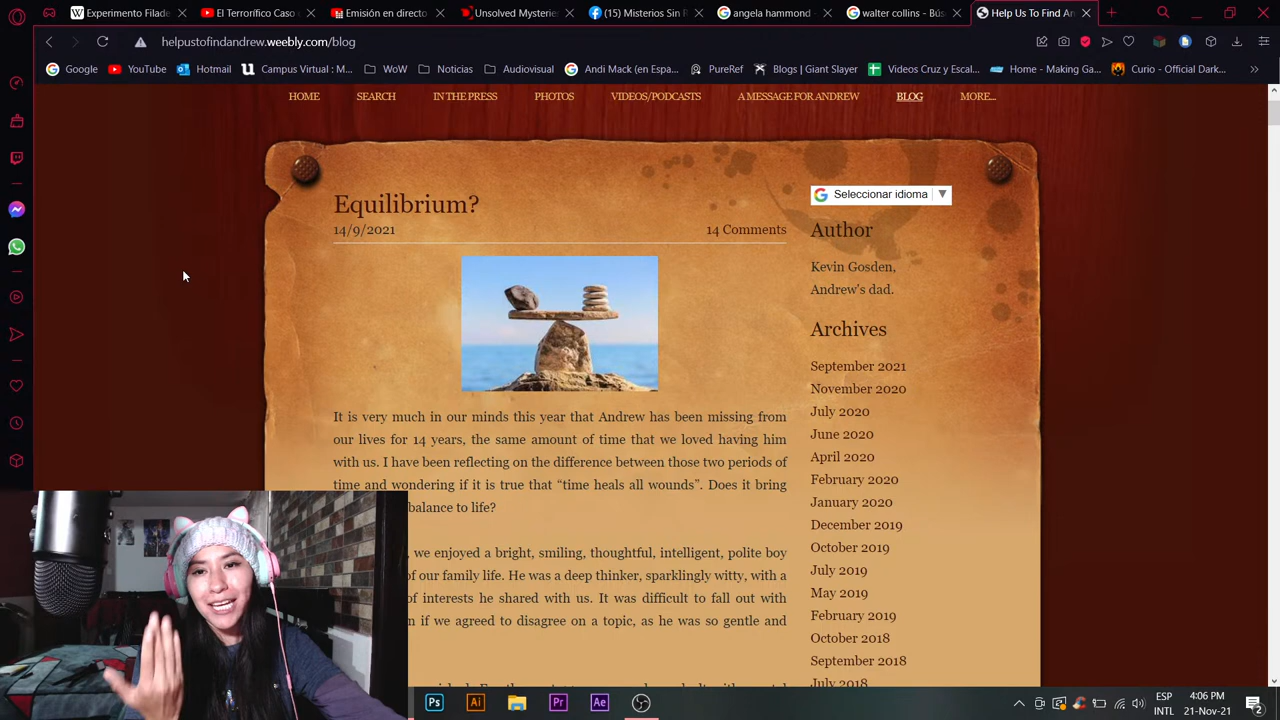 Experimento Filade
El Terrorífico Caso d
Emisión en directo
Unsolved Mysteries
(15) Misterios Sin R
angela hammond -
walter collins - Bús
Help Us To Find An
helpustofindandrew.weebly.com/blog
Google
YouTube
Hotmail
Campus Virtual : M...
WoW
Noticias
Audiovisual
Andi Mack (en Espa...
PureRef
Blogs | Giant Slayer
Videos Cruz y Escal...
Home - Making Ga...
Curio - Official Dark...
HOME
SEARCH
IN THE PRESS
PHOTOS
VIDEOS/PODCASTS
A MESSAGE FOR ANDREW
BLOG
MORE...
Equilibrium?
14/9/2021
14 Comments
It is very much in our minds this year that Andrew has been missing from
our lives for 14 years, the same amount of time that we loved having him
with us. I have been reflecting on the difference between those two periods of
time and wondering if it is true that “time heals all wounds”. Does it bring
balance to life?
we enjoyed a bright, smiling, thoughtful, intelligent, polite boy
of our family life. He was a deep thinker, sparklingly witty, with a
of interests he shared with us. It was difficult to fall out with
if we agreed to disagree on a topic, as he was so gentle and
Seleccionar idioma ▼
Author
Kevin Gosden,
Andrew's dad.
Archives
September 2021
November 2020
July 2020
June 2020
April 2020
February 2020
January 2020
December 2019
October 2019
July 2019
May 2019
February 2019
October 2018
September 2018
July 2018
Ps
Ai
Pr
Ae
ESP
INTL
4:06 PM
21-Nov-21
2